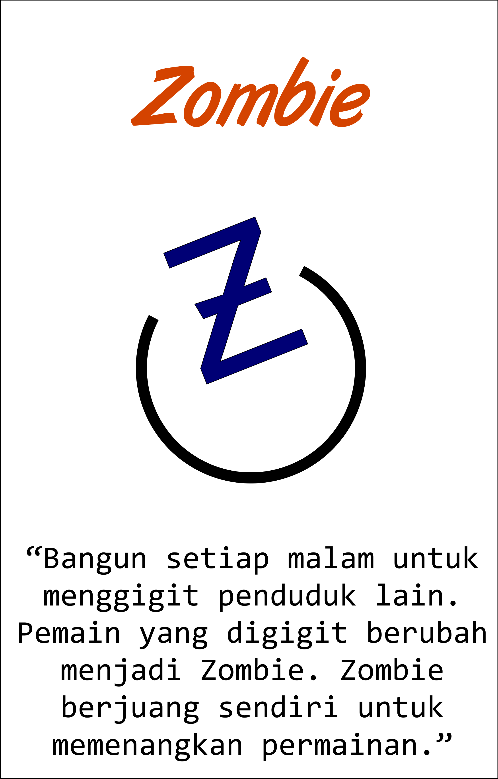 Zombie
Z
“Bangun setiap malam untuk
menggigit penduduk lain.
Pemain yang digigit berubah
menjadi Zombie. Zombie
berjuang sendiri untuk
memenangkan permainan.”